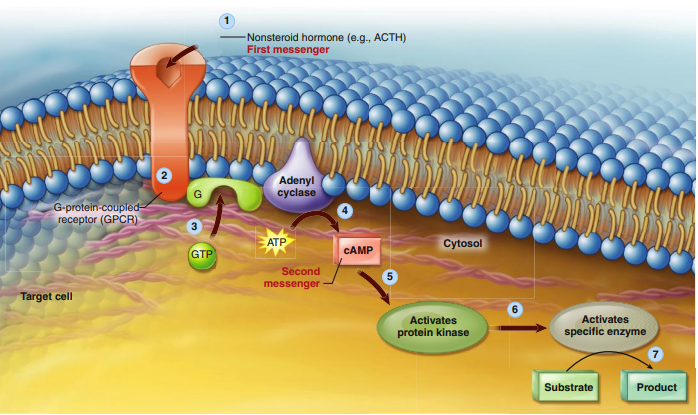 1
Nonsteroid hormone (e.g., ACTH)
First messenger
2
G-protein-coupled
receptor (GPCR)
G
3
GTP
Adenyl
cyclase
4
ATP
cAMP
Second
messenger
Cytosol
Target cell
5
Activates
protein kinase
6
Activates
specific enzyme
7
Substrate
Product